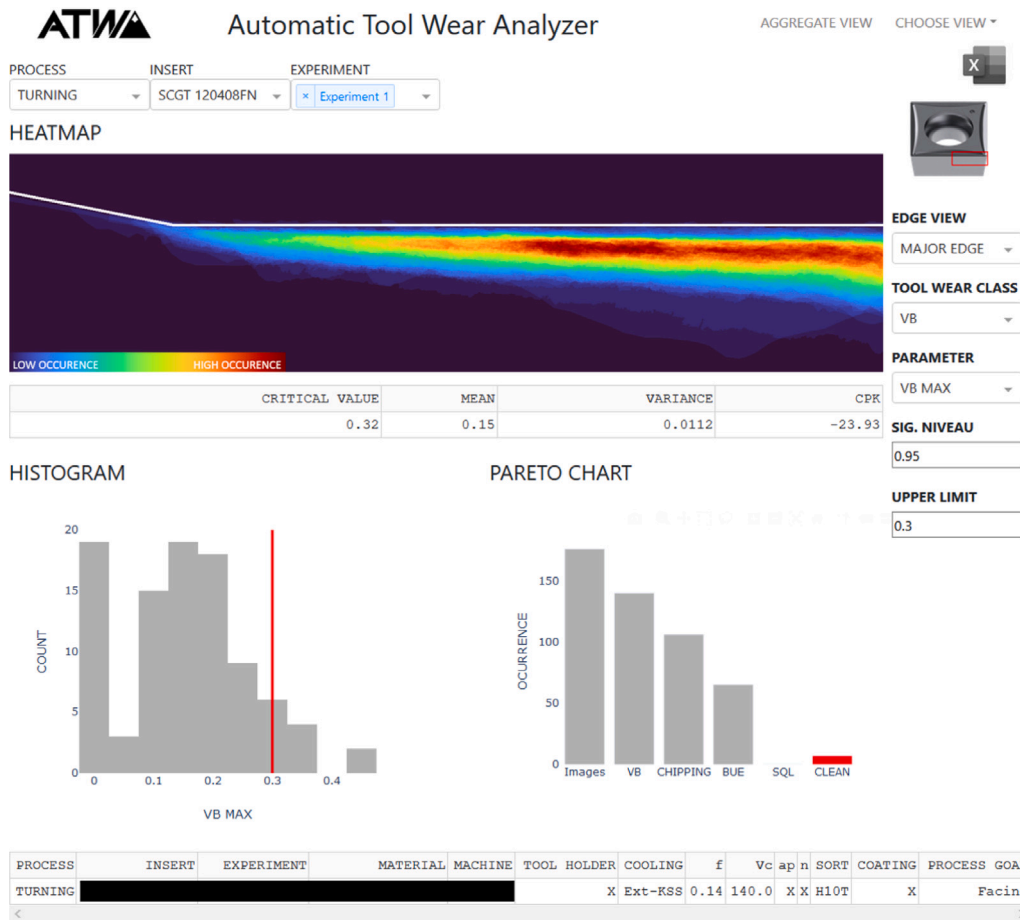 ATWA Automatic Tool Wear Analyzer AGGREGATE VIEW CHOOSE VIEW
PROCESS INSERT EXPERIMENT
TURNING SCGT 120408FN × Experiment 1
X
HEATMAP
LOW OCCURENCE HIGH OCCURENCE
EDGE VIEW
MAJOR EDGE
TOOL WEAR CLASS
VB
PARAMETER
VB MAX
SIG. NIVEAU
0.95
UPPER LIMIT
0.3
CRITICAL VALUE MEAN VARIANCE CPK
0.32 0.15 0.0112 -23.93
HISTOGRAM
20
15
10
5
0
COUNT
0 0.1 0.2 0.3 0.4
VB MAX
PARETO CHART
150
100
50
0
OCURRENCE
Images VB CHIPPING BUE SQL CLEAN
PROCESS INSERT EXPERIMENT MATERIAL MACHINE TOOL HOLDER COOLING f Vc ap n SORT COATING PROCESS GOA
TURNING X Ext-KSS 0.14 140.0 X X H10T X Facin